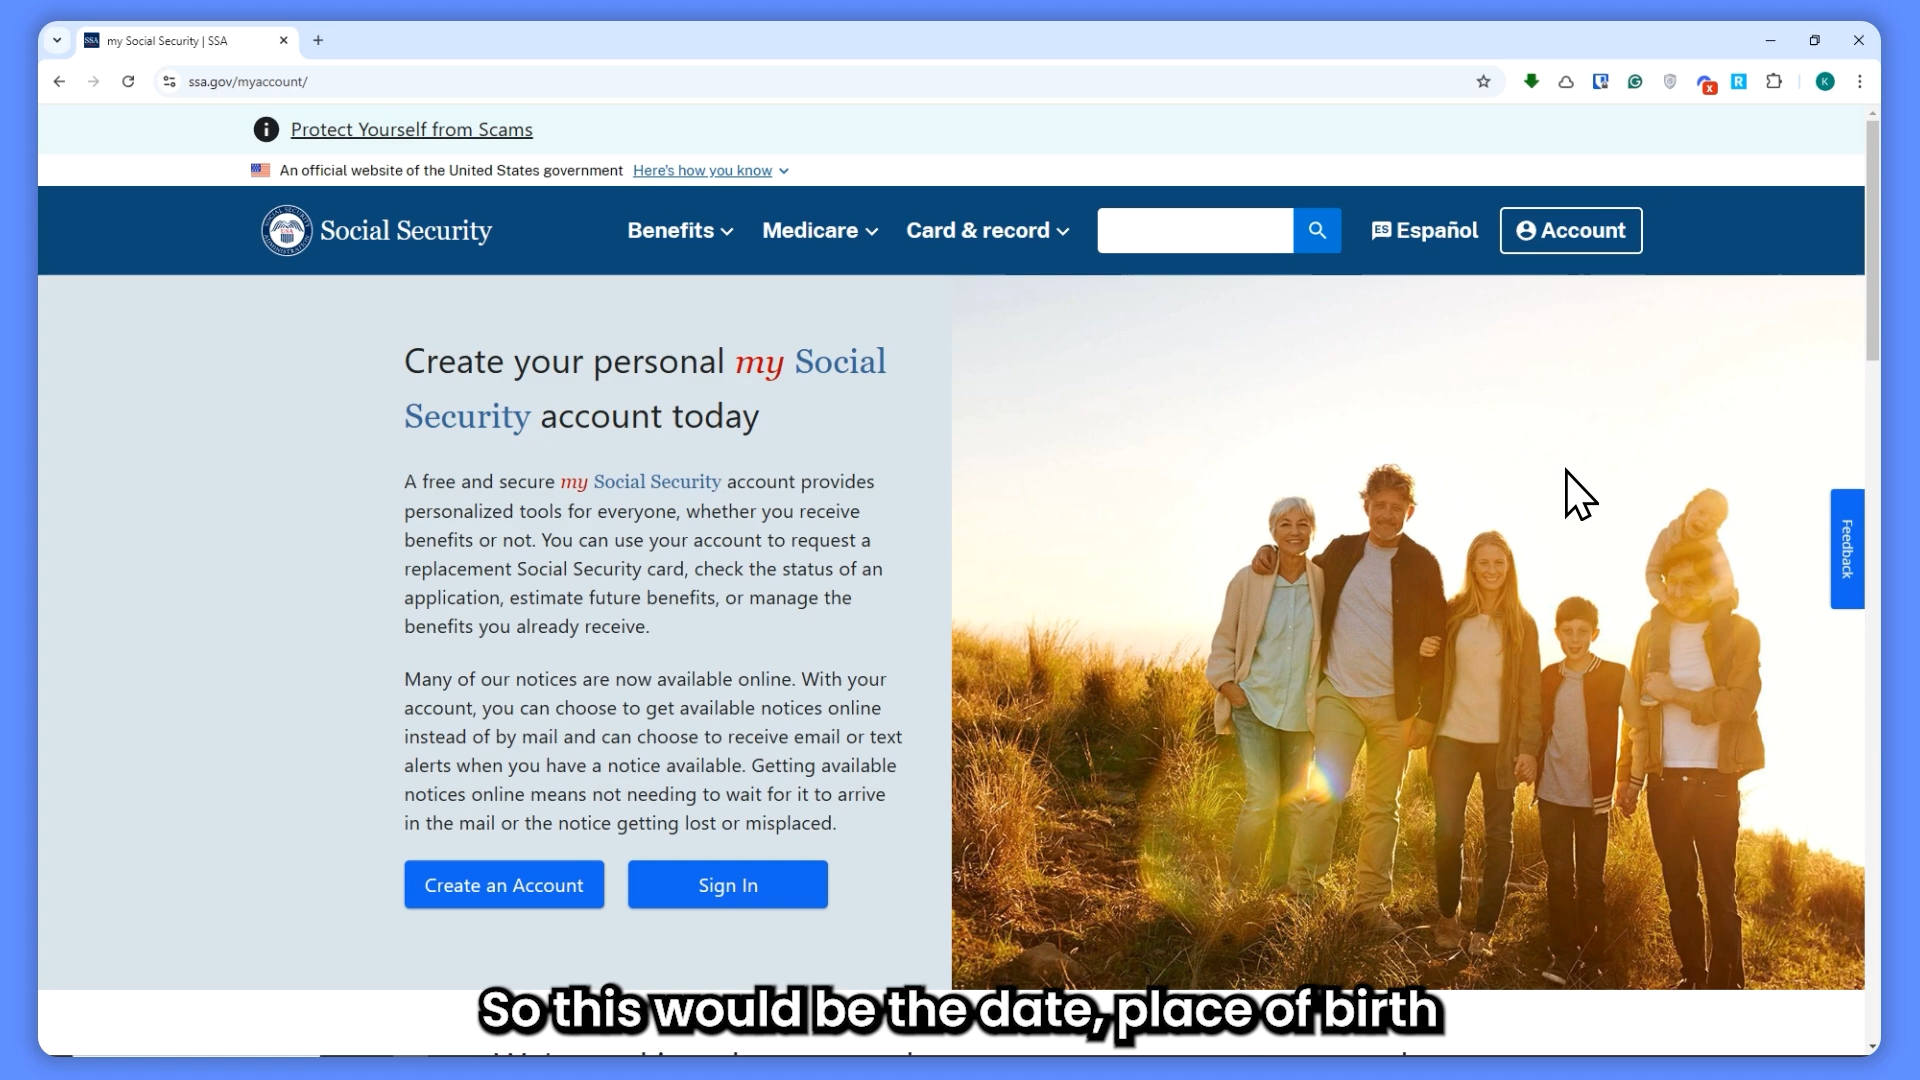 my Social Security | SSA
ssa.gov/myaccount/
Protect Yourself from Scams
An official website of the United States government Here's how you know
Social Security
Benefits
Medicare
Card & record
Español
Account
Create your personal my Social
Security account today
A free and secure my Social Security account provides
personalized tools for everyone, whether you receive
benefits or not. You can use your account to request a
replacement Social Security card, check the status of an
application, estimate future benefits, or manage the
benefits you already receive.
Many of our notices are now available online. With your
account, you can choose to get available notices online
instead of by mail and can choose to receive email or text
alerts when you have a notice available. Getting available
notices online means not needing to wait for it to arrive
in the mail or the notice getting lost or misplaced.
Create an Account
Sign In
Feedback
So this would be the date, place of birth